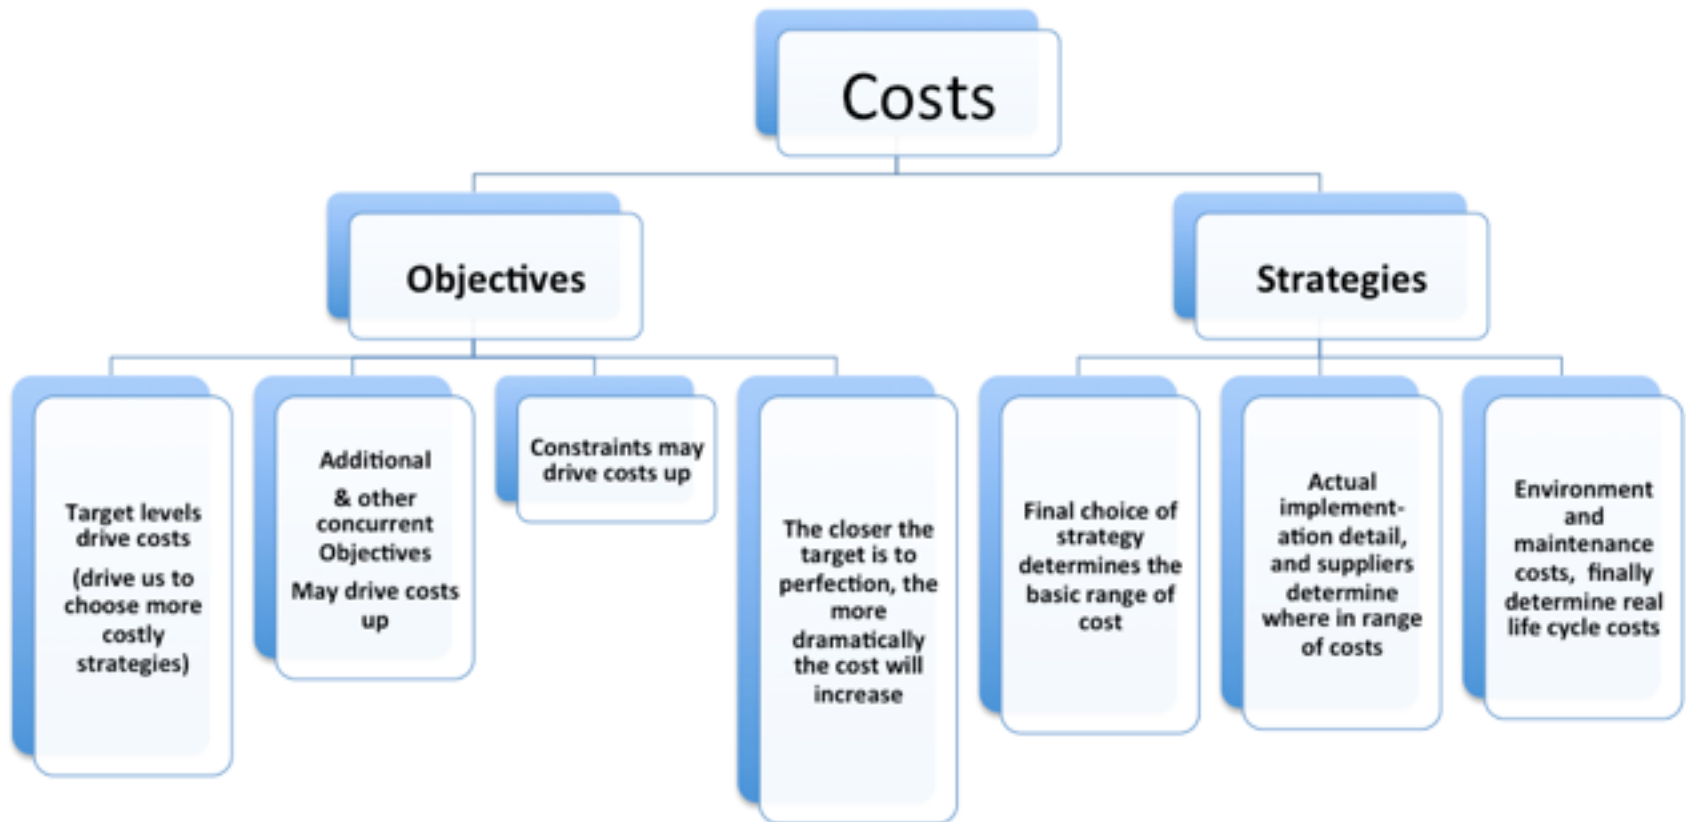 Costs
Objectives
Strategies
Target levels
drive costs
(drive us to
choose more
costly
strategies)
Additional
& other
concurrent
Objectives
May drive costs
up
Constraints may
drive costs up
The closer the
target is to
perfection, the
more
dramatically
the cost will
increase
Final choice of
strategy
determines the
basic range of
cost
Actual
implement-
ation detail,
and suppliers
determine
where in range
of costs
Environment
and
maintenance
costs, finally
determine real
life cycle costs